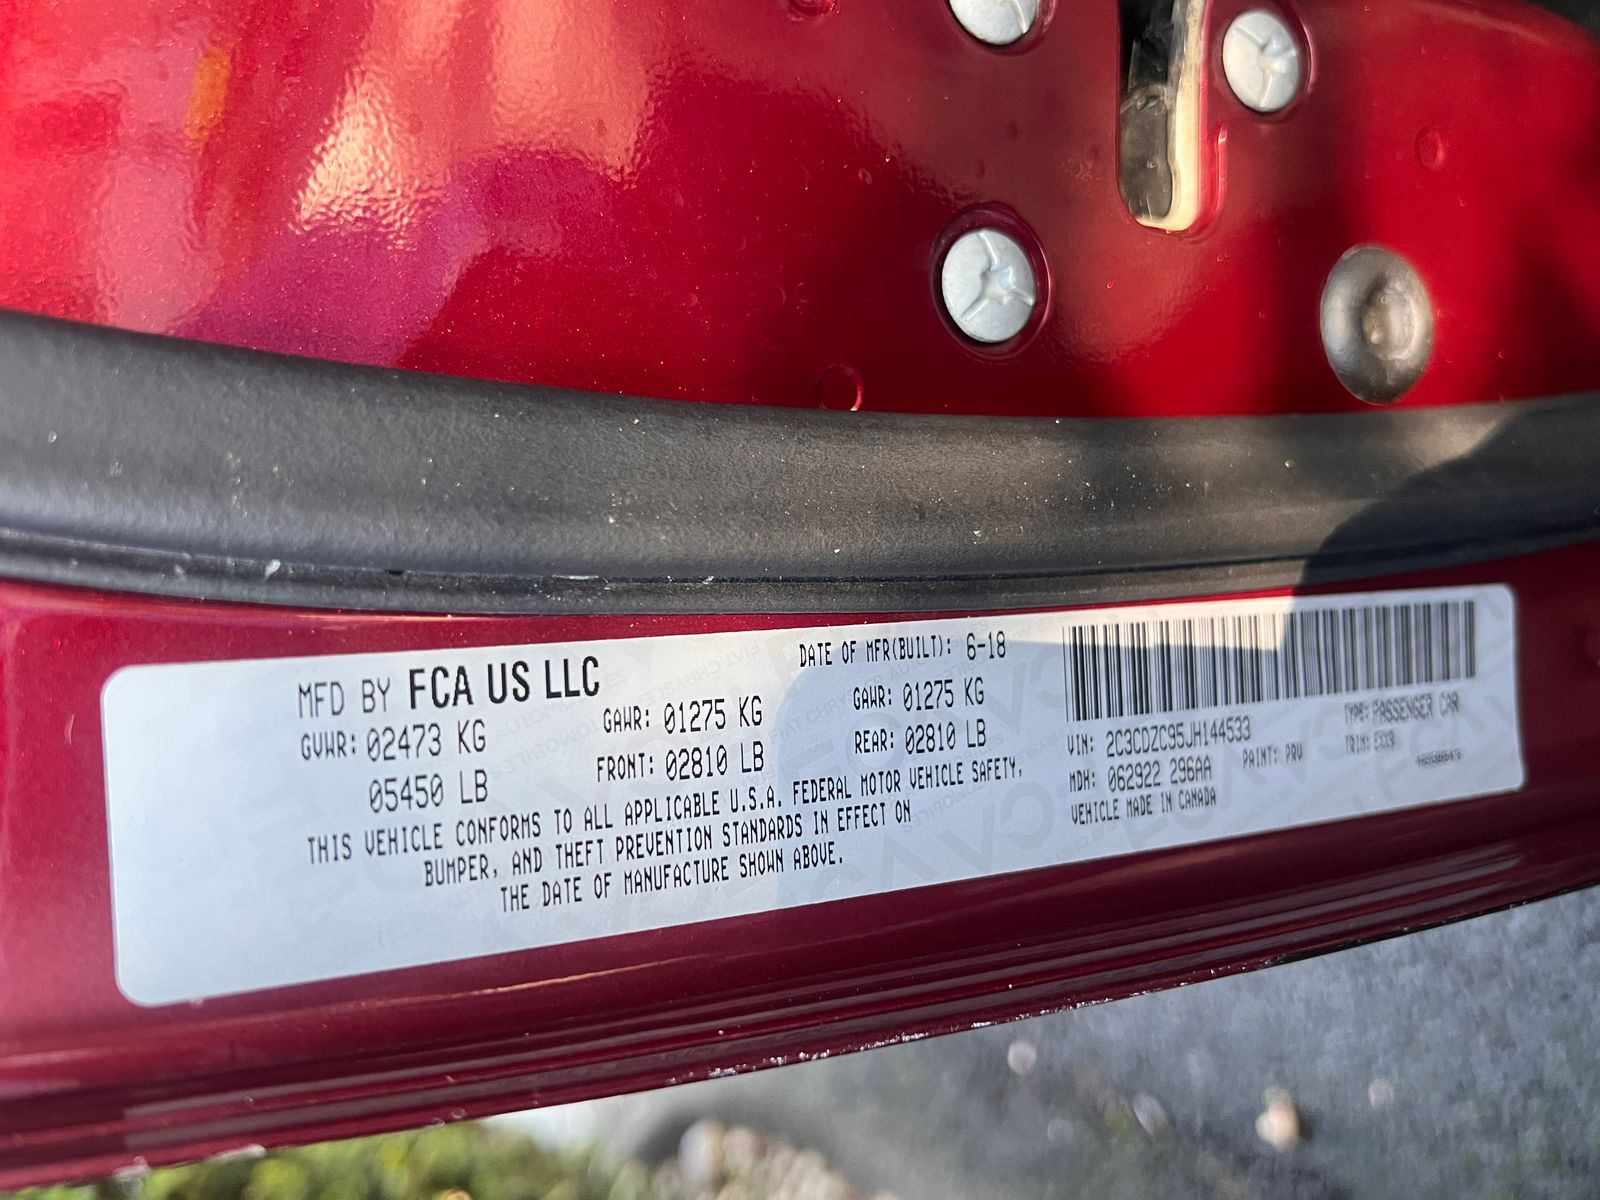 MFD BY FCA US LLC
DATE OF MFR(BUILT): 6-18
GVWR: 02473 KG
05450 LB
GAWR: 01275 KG
FRONT: 02810 LB
GAWR: 01275 KG
REAR: 02810 LB
THIS VEHICLE CONFORMS TO ALL APPLICABLE U.S.A. FEDERAL MOTOR VEHICLE SAFETY,
BUMPER, AND THEFT PREVENTION STANDARDS IN EFFECT ON
THE DATE OF MANUFACTURE SHOWN ABOVE.
VIN: 2C3CDZC95JH144533
TYPE: PASSENGER CAR
MDH: 062922 296AA
PAINT: PRV
TRIM:
VEHICLE MADE IN CANADA